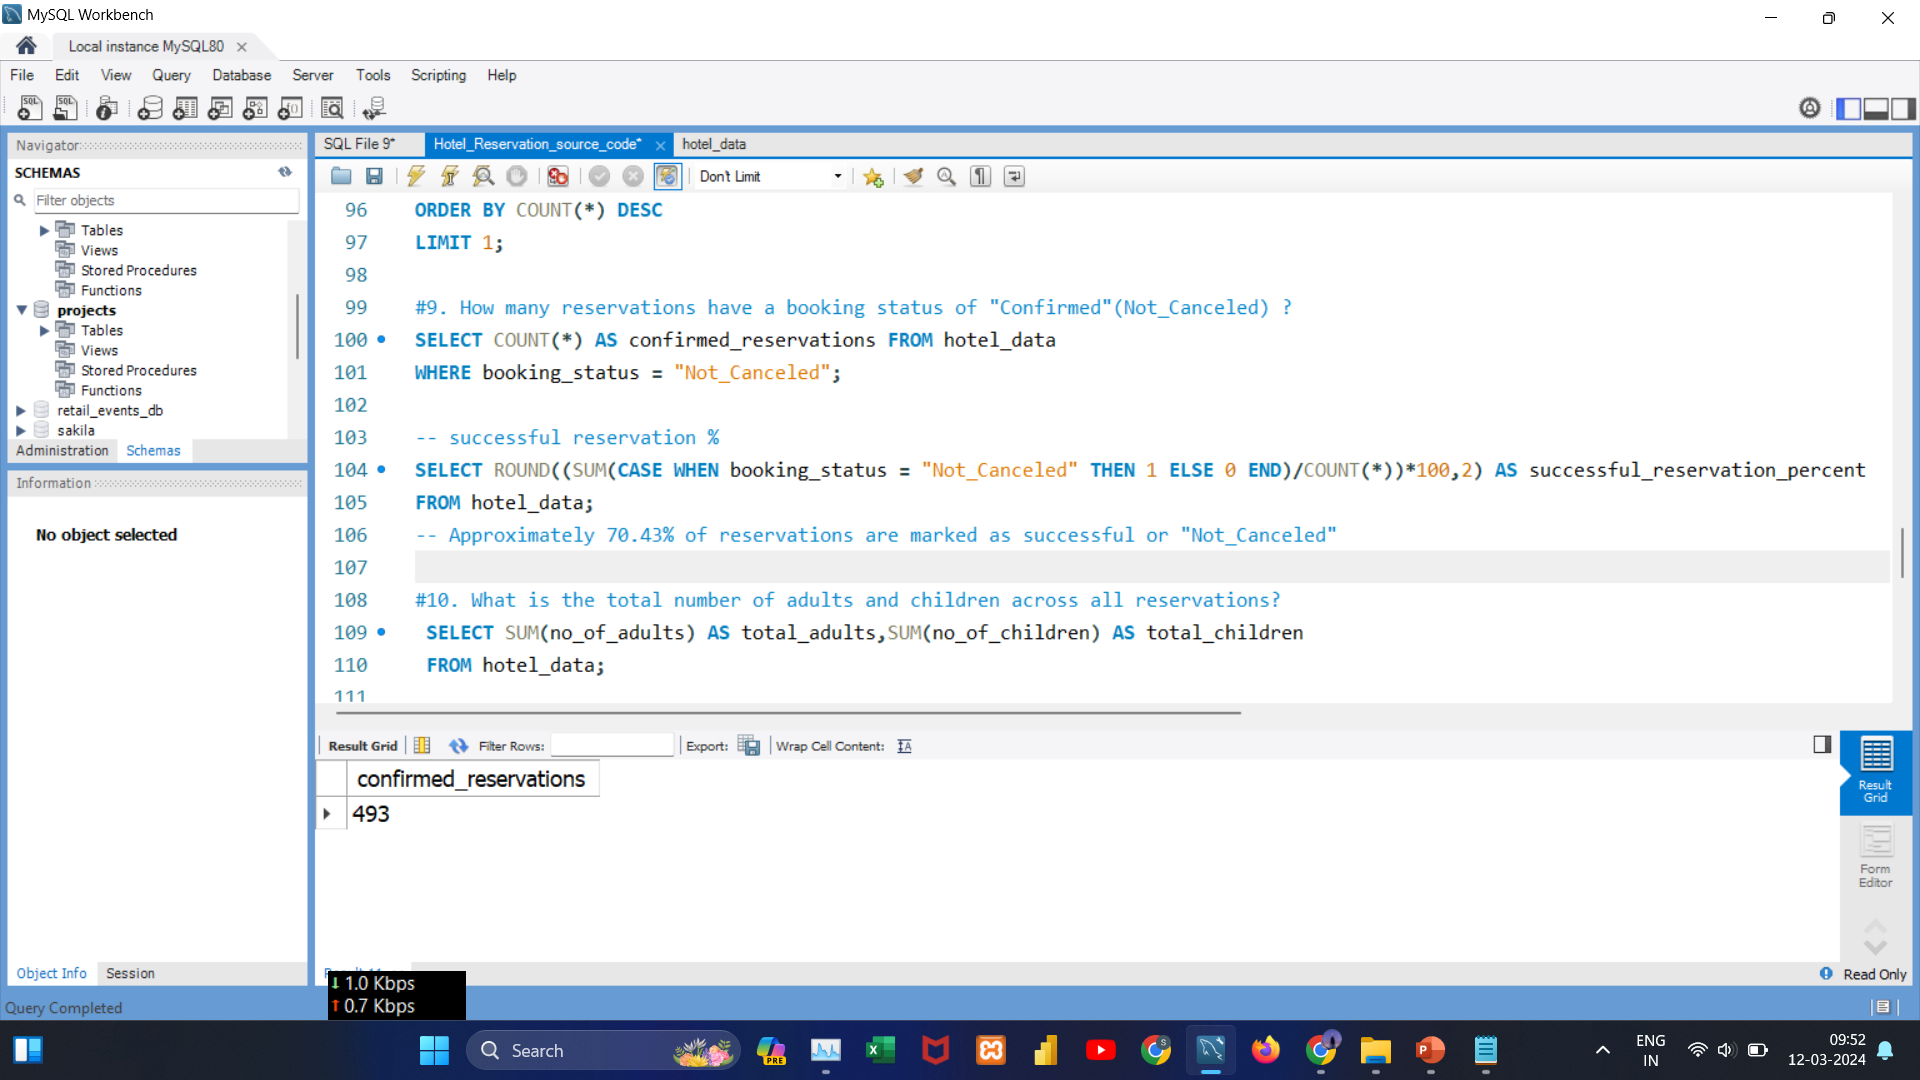 MySQL Workbench
Local instance MySQL80
File Edit View Query Database Server Tools Scripting Help
Navigator
SCHEMAS
Filter objects
Tables
Views
Stored Procedures
Functions
projects
Tables
Views
Stored Procedures
Functions
retail_events_db
sakila
Administration Schemas
Information
No object selected
Object Info Session
Query Completed
SQL File 9* Hotel_Reservation_source_code* hotel_data
Don't Limit
96 ORDER BY COUNT(*) DESC
97 LIMIT 1;
98
99 #9. How many reservations have a booking status of "Confirmed"(Not_Canceled) ?
100 SELECT COUNT(*) AS confirmed_reservations FROM hotel_data
101 WHERE booking_status = "Not_Canceled";
102
103 -- successful reservation %
104 SELECT ROUND((SUM(CASE WHEN booking_status = "Not_Canceled" THEN 1 ELSE 0 END)/COUNT(*))*100,2) AS successful_reservation_percent
105 FROM hotel_data;
106 -- Approximately 70.43% of reservations are marked as successful or "Not_Canceled"
107
108 #10. What is the total number of adults and children across all reservations?
109 SELECT SUM(no_of_adults) AS total_adults,SUM(no_of_children) AS total_children
110 FROM hotel_data;
111
Result Grid Filter Rows: Export: Wrap Cell Content:
confirmed_reservations
493
Result
Grid
Form
Editor
Read Only
1.0 Kbps
0.7 Kbps
Search
PRE
ENG
IN
09:52
12-03-2024